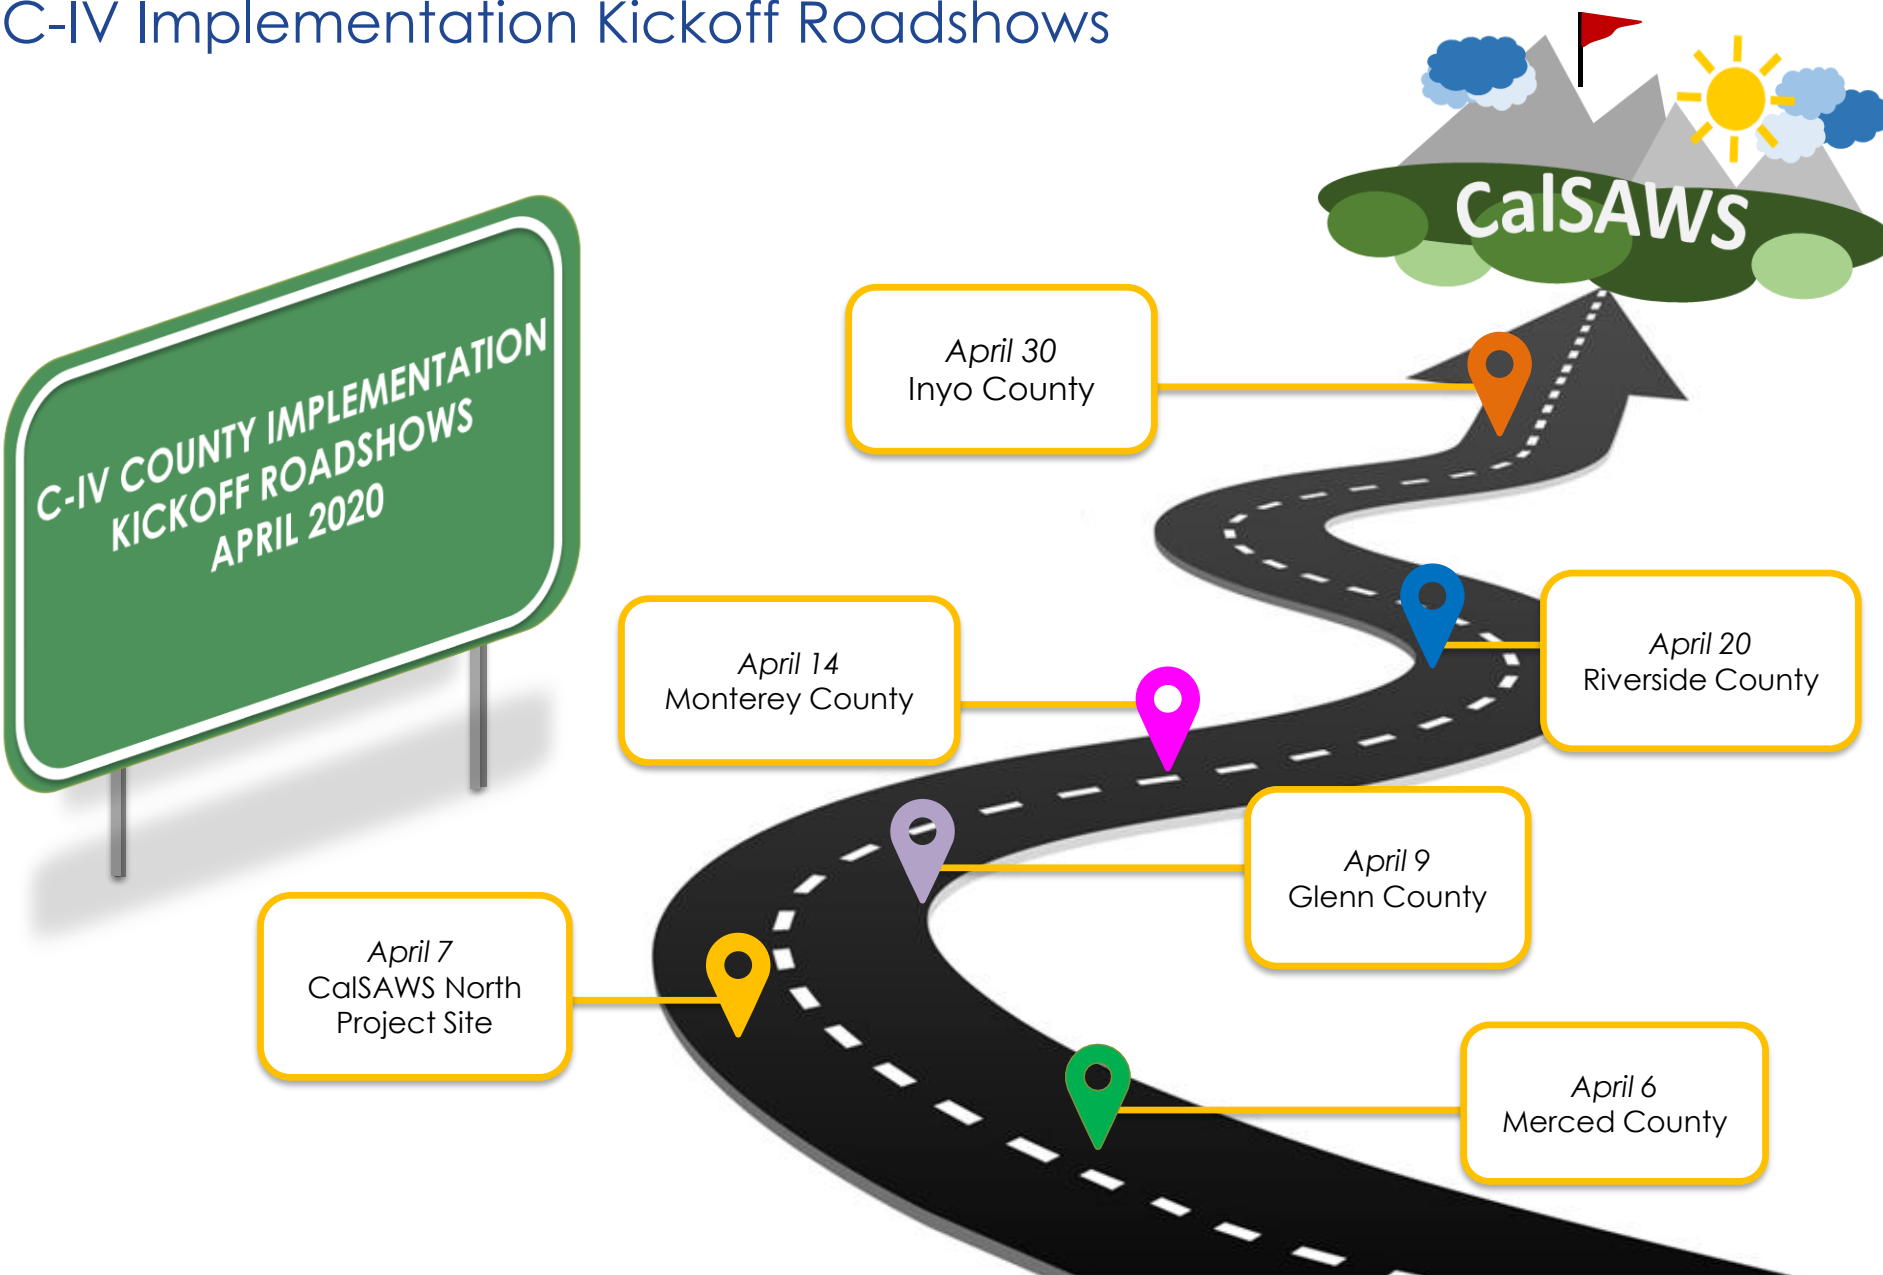 C-IV Implementation Kickoff Roadshows
CalSAWS
C-IV COUNTY IMPLEMENTATION
KICKOFF ROADSHOWS
APRIL 2020
April 30
Inyo County
April 20
Riverside County
April 14
Monterey County
April 9
Glenn County
April 7
CalSAWS North
Project Site
April 6
Merced County